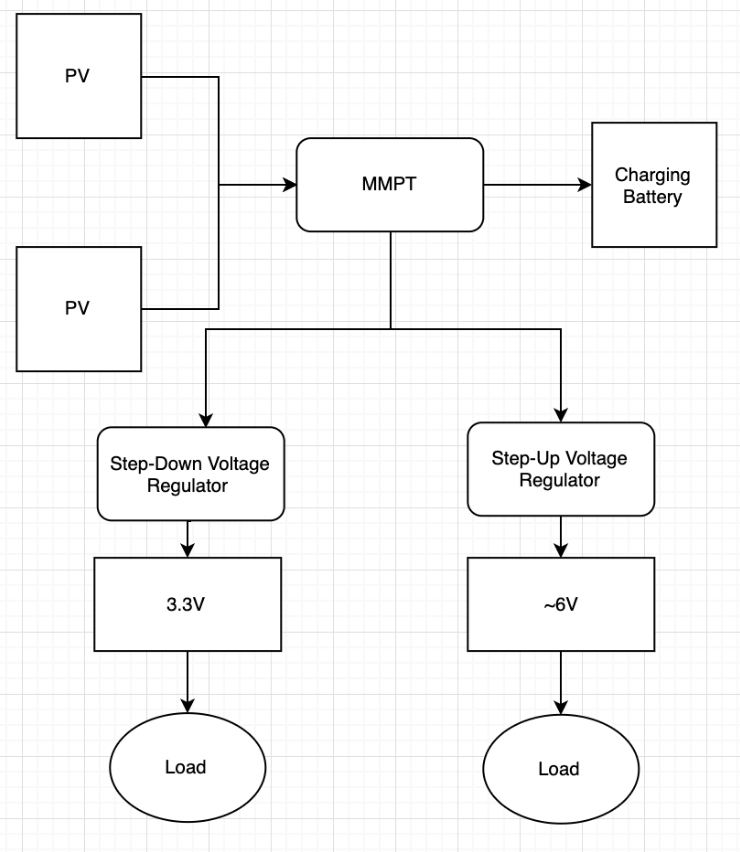 PV
MMPT
Charging
Battery
PV
Step-Down Voltage
Regulator
Step-Up Voltage
Regulator
3.3V
~6V
Load
Load